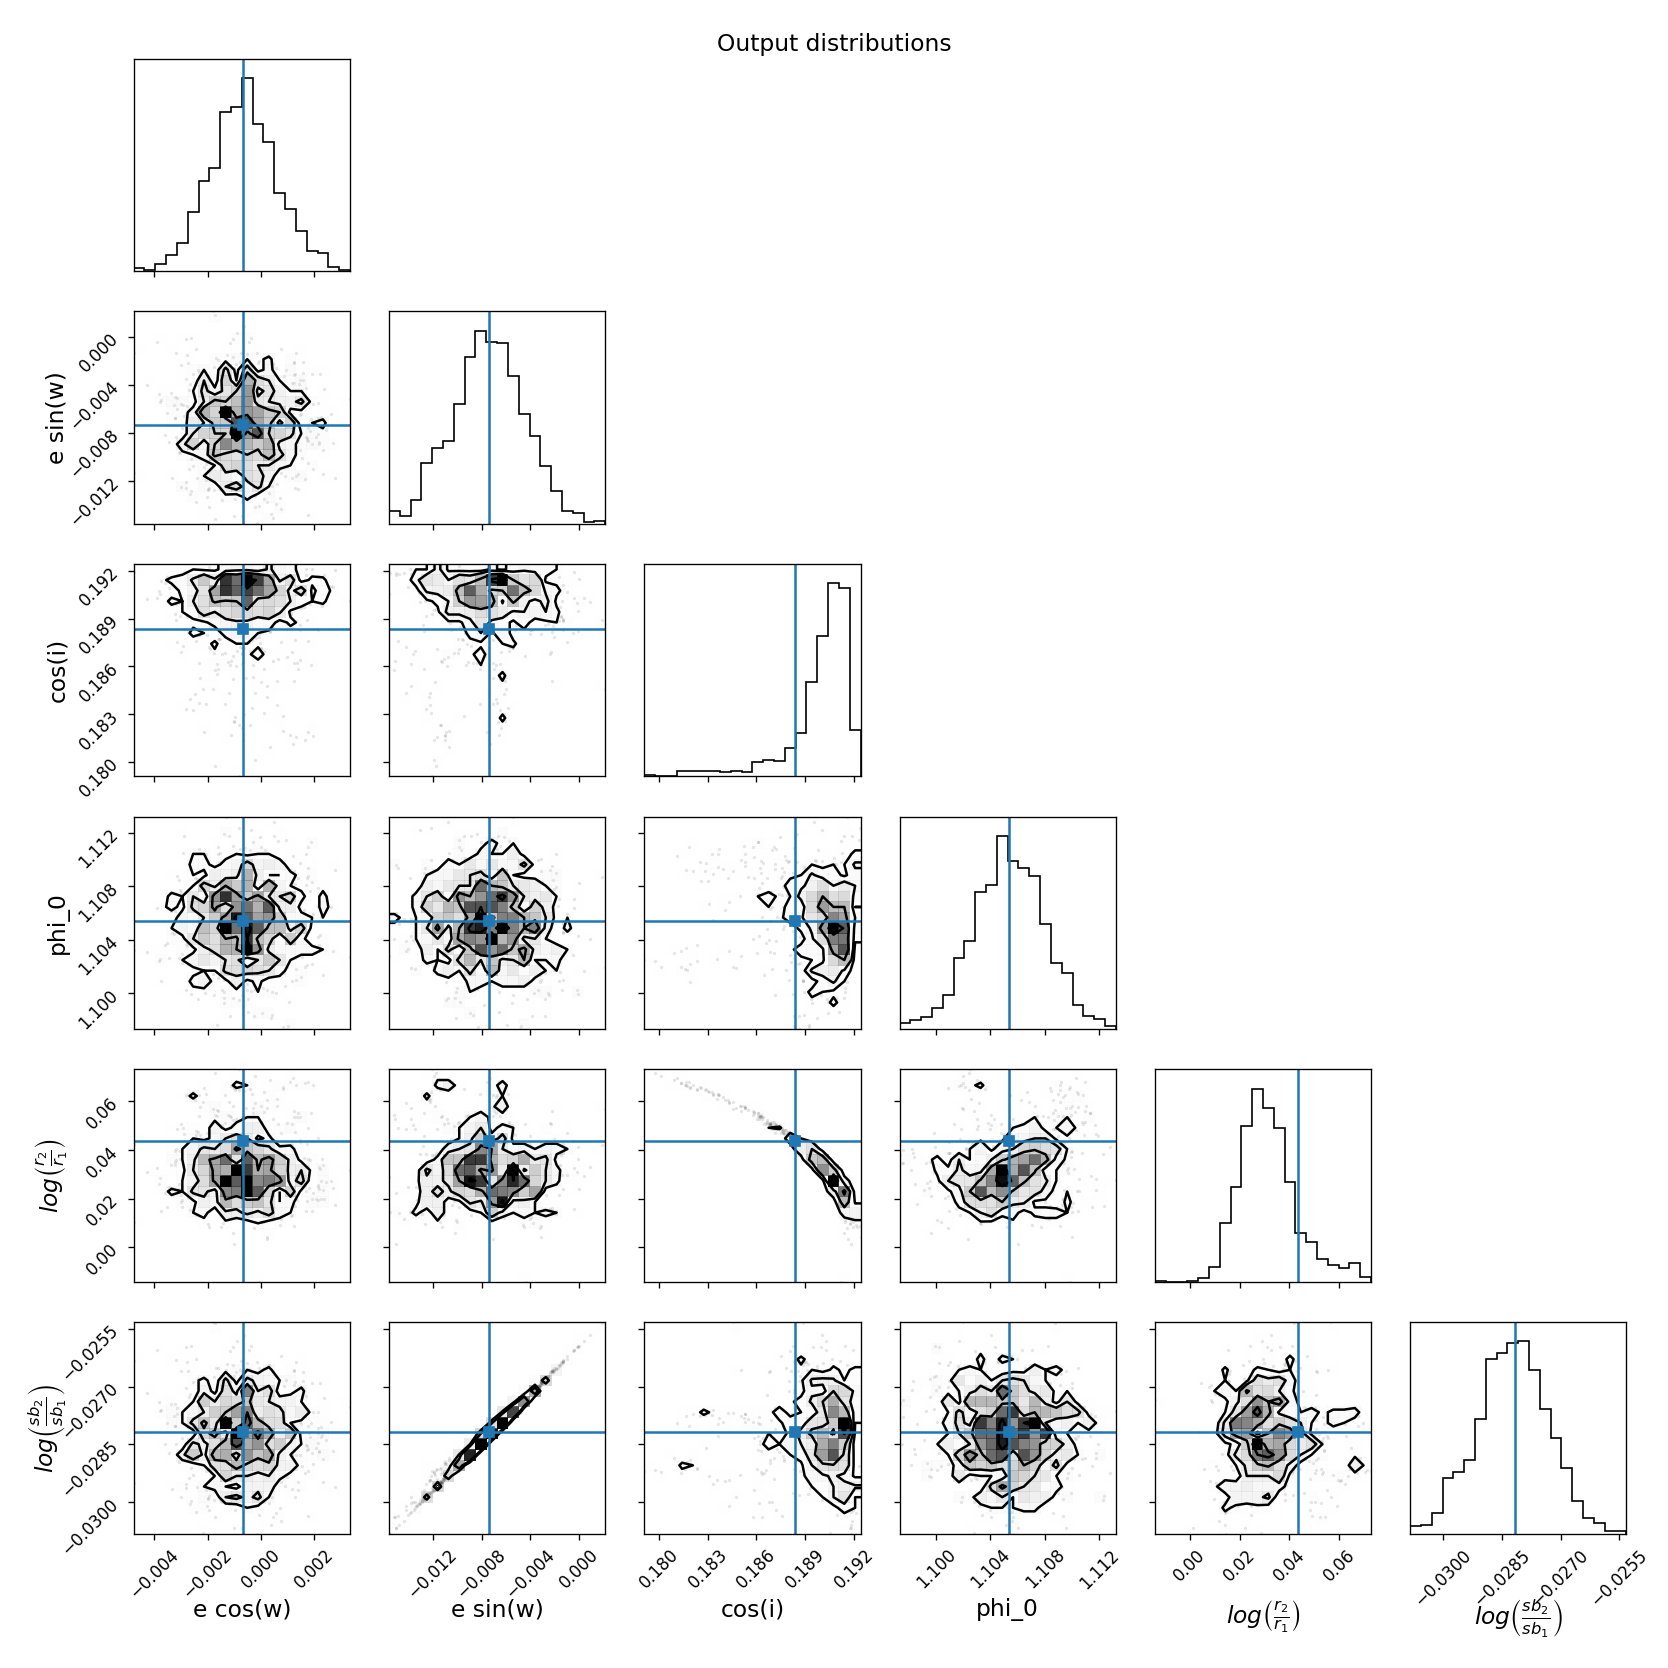 Output distributions
e sin(w)
0.000
−0.004
−0.008
−0.012
cos(i)
0.192
0.189
0.186
0.183
0.180
phi_0
1.112
1.108
1.104
1.100
log(r₂/r₁)
0.06
0.04
0.02
0.00
log(sb₂/sb₁)
−0.0255
−0.0270
−0.0285
−0.0300
−0.004 −0.002 0.000 0.002
−0.012 −0.008 −0.004 0.000
0.180 0.183 0.186 0.189 0.192
1.100 1.104 1.108 1.112
0.00 0.02 0.04 0.06
−0.0300 −0.0285 −0.0270 −0.0255
e cos(w) e sin(w) cos(i) phi_0 log(r₂/r₁) log(sb₂/sb₁)